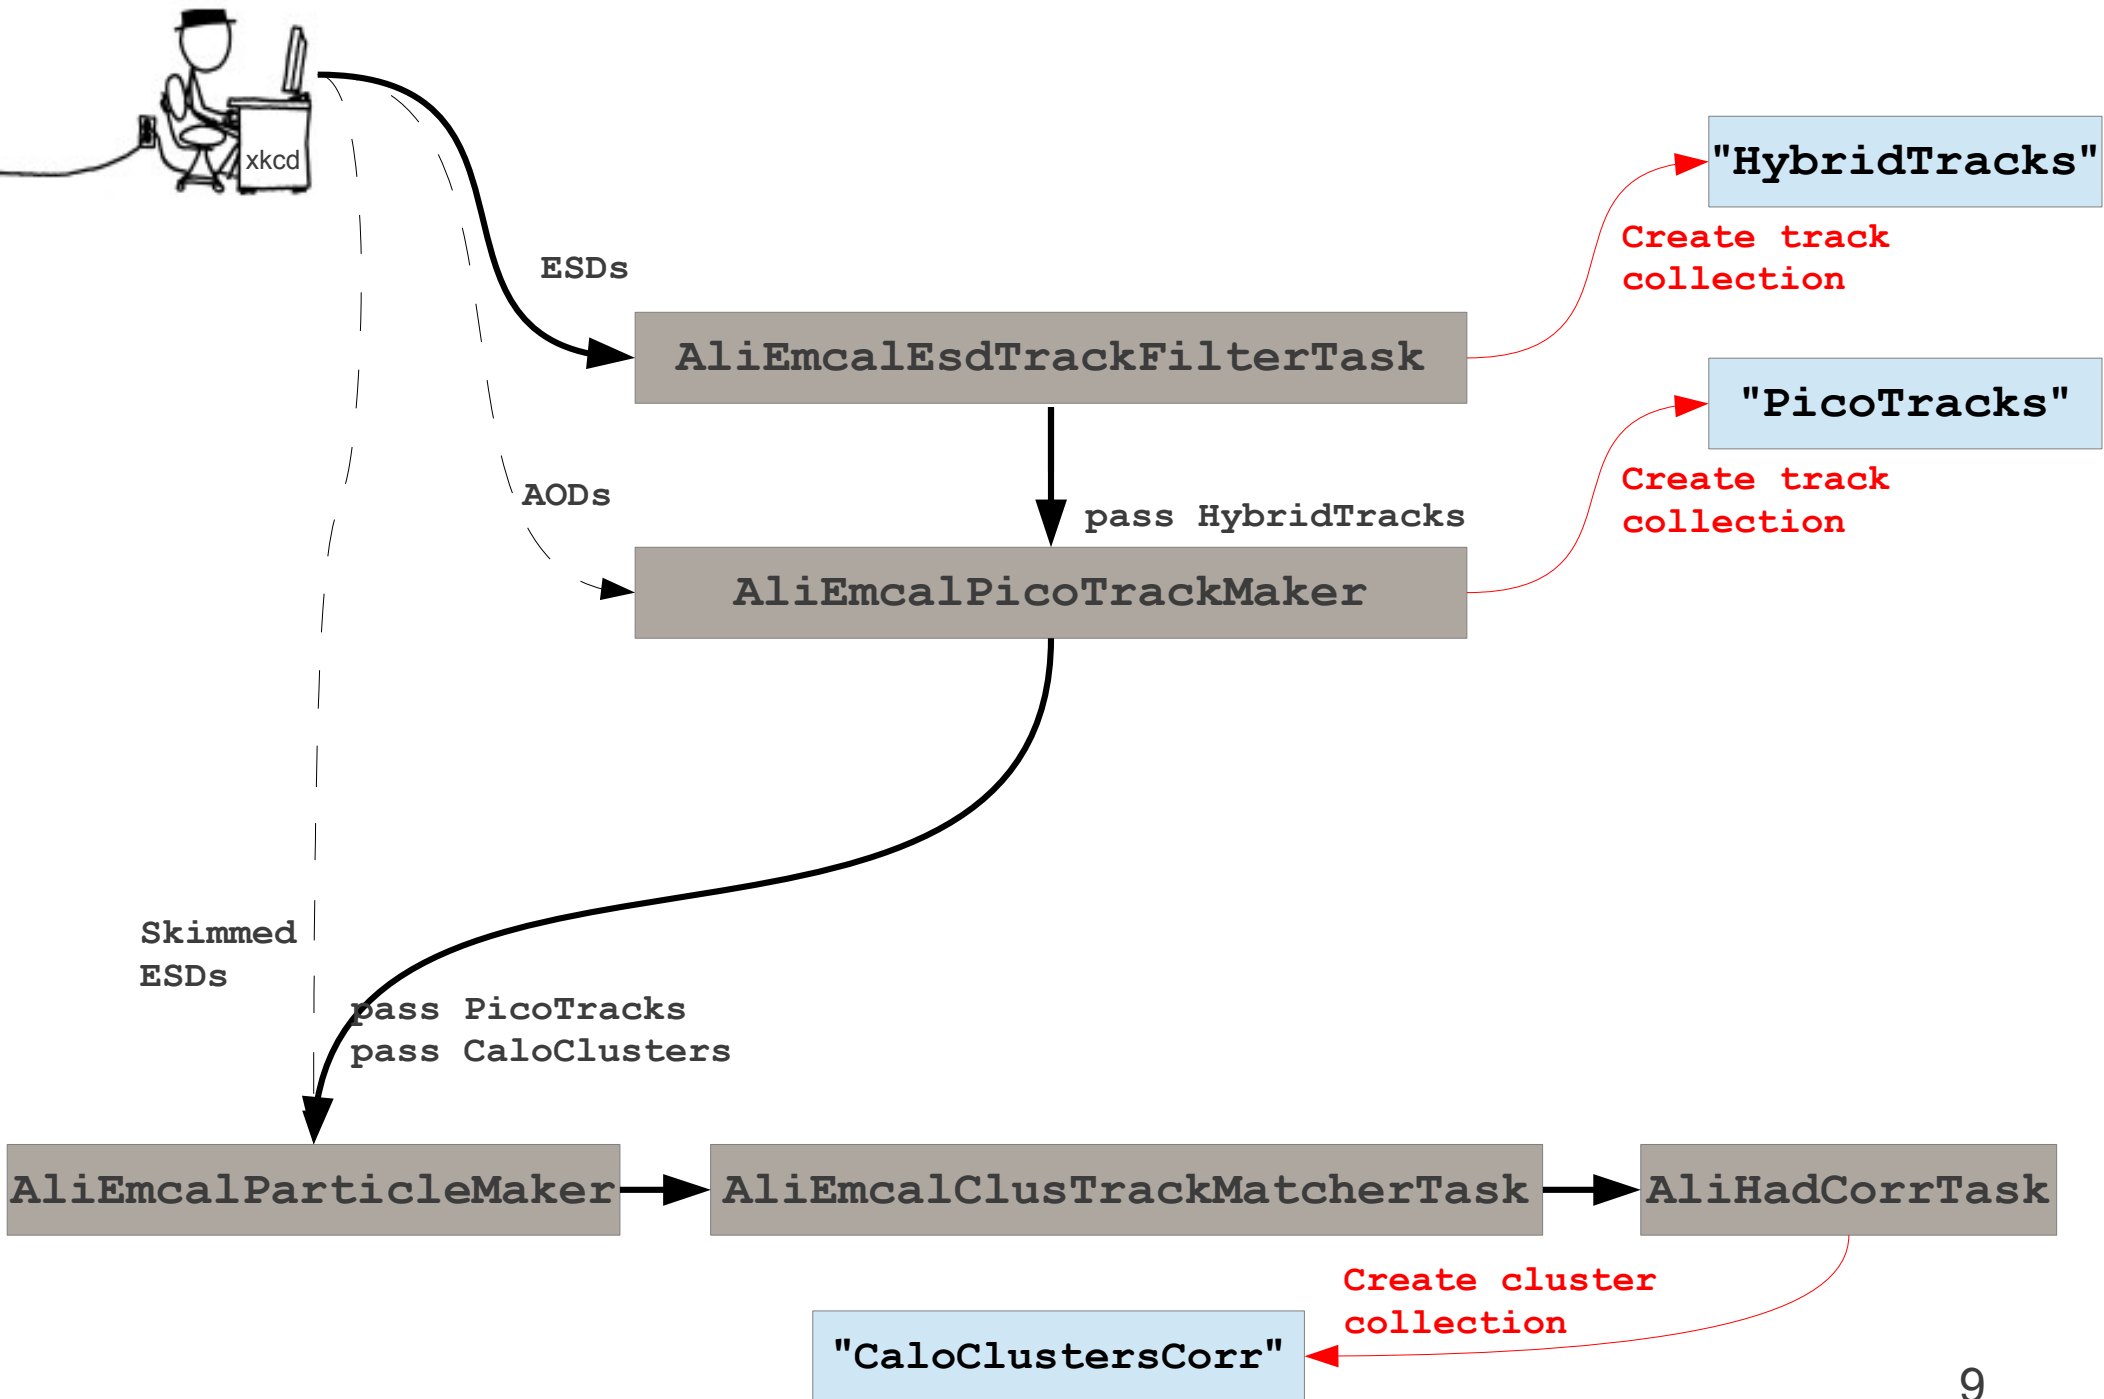 xkcd
"HybridTracks"
Create track
collection
ESDs
AliEmcalEsdTrackFilterTask
"PicoTracks"
Create track
collection
AODs
pass HybridTracks
AliEmcalPicoTrackMaker
Skimmed
ESDs
pass PicoTracks
pass CaloClusters
AliEmcalParticleMaker
AliEmcalClusTrackMatcherTask
AliHadCorrTask
Create cluster
collection
"CaloClustersCorr"
9